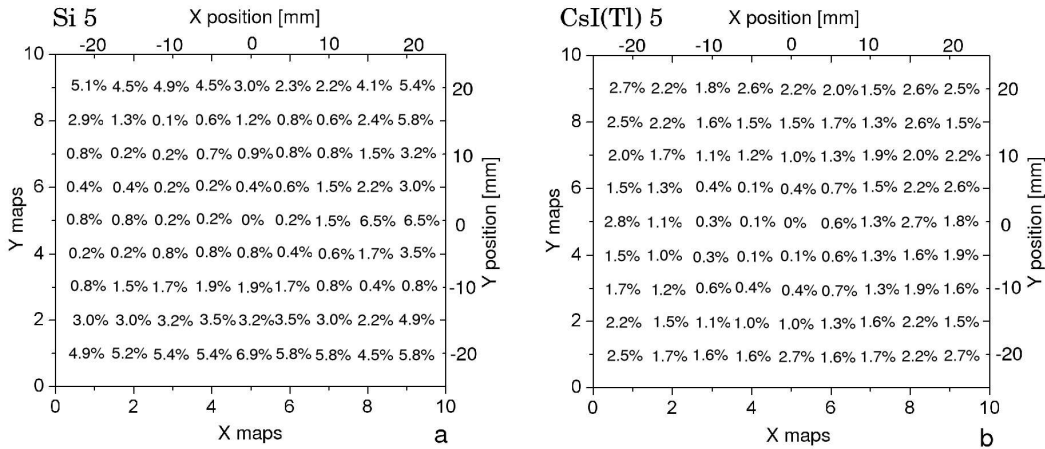 Si 5
X position [mm]
-20 -10 0 10 20
10
5.1% 4.5% 4.9% 4.5% 3.0% 2.3% 2.2% 4.1% 5.4% 20
8 2.9% 1.3% 0.1% 0.6% 1.2% 0.8% 0.6% 2.4% 5.8%
0.8% 0.2% 0.2% 0.7% 0.9% 0.8% 0.8% 1.5% 3.2% 10
6 0.4% 0.4% 0.2% 0.2% 0.4% 0.6% 1.5% 2.2% 3.0%
0.8% 0.8% 0.2% 0.2% 0% 0.2% 1.5% 6.5% 6.5% 0
4 0.2% 0.2% 0.8% 0.8% 0.8% 0.4% 0.6% 1.7% 3.5%
0.8% 1.5% 1.7% 1.9% 1.9% 1.7% 0.8% 0.4% 0.8% -10
2 3.0% 3.0% 3.2% 3.5% 3.2% 3.5% 3.0% 2.2% 4.9%
4.9% 5.2% 5.4% 5.4% 6.9% 5.8% 5.8% 4.5% 5.8% -20
0
0 2 4 6 8 10
Y maps
Y position [mm]
X maps
a
CsI(Tl) 5
X position [mm]
-20 -10 0 10 20
10
2.7% 2.2% 1.8% 2.6% 2.2% 2.0% 1.5% 2.6% 2.5% 20
8 2.5% 2.2% 1.6% 1.5% 1.5% 1.7% 1.3% 2.6% 1.5%
2.0% 1.7% 1.1% 1.2% 1.0% 1.3% 1.9% 2.0% 2.2% 10
6 1.5% 1.3% 0.4% 0.1% 0.4% 0.7% 1.5% 2.2% 2.6%
2.8% 1.1% 0.3% 0.1% 0% 0.6% 1.3% 2.7% 1.8% 0
4 1.5% 1.0% 0.3% 0.1% 0.1% 0.6% 1.3% 1.6% 1.9%
1.7% 1.2% 0.6% 0.4% 0.4% 0.7% 1.3% 1.9% 1.6% -10
2 2.2% 1.5% 1.1% 1.0% 1.0% 1.3% 1.6% 2.2% 1.5%
2.5% 1.7% 1.6% 1.6% 2.7% 1.6% 1.7% 2.2% 2.7% -20
0
0 2 4 6 8 10
Y maps
Y position [mm]
X maps
b